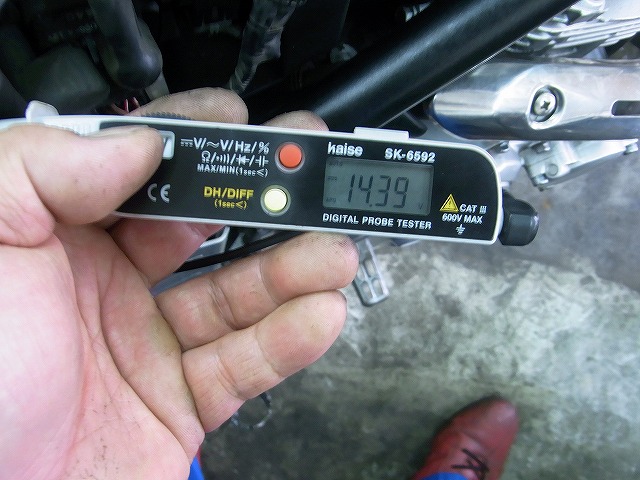 ⎓V/~V/Hz/%
Ω/·)))/➔|/⊣⊢
MAX/MIN(1sec<)
CE
DH/DIFF
(1sec<)
kaise SK-6592
14.39
V
DIGITAL PROBE TESTER
CAT III
600V MAX